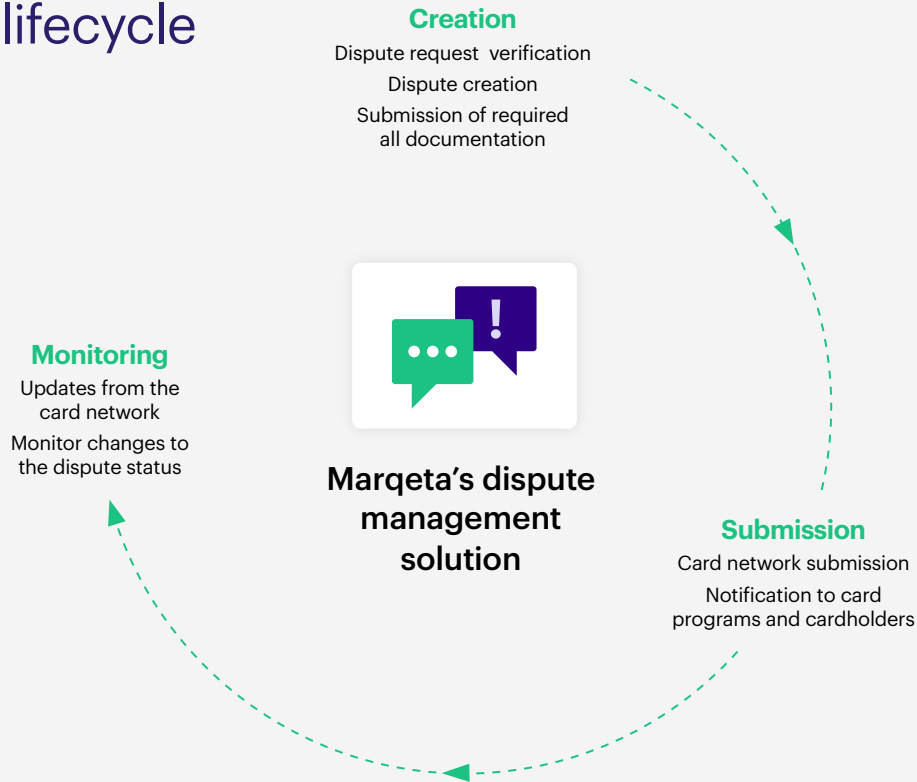 lifecycle
Creation
Dispute request verification
Dispute creation
Submission of required
all documentation
Monitoring
Updates from the
card network
Monitor changes to
the dispute status
!
Marqeta’s dispute
management
solution
Submission
Card network submission
Notification to card
programs and cardholders